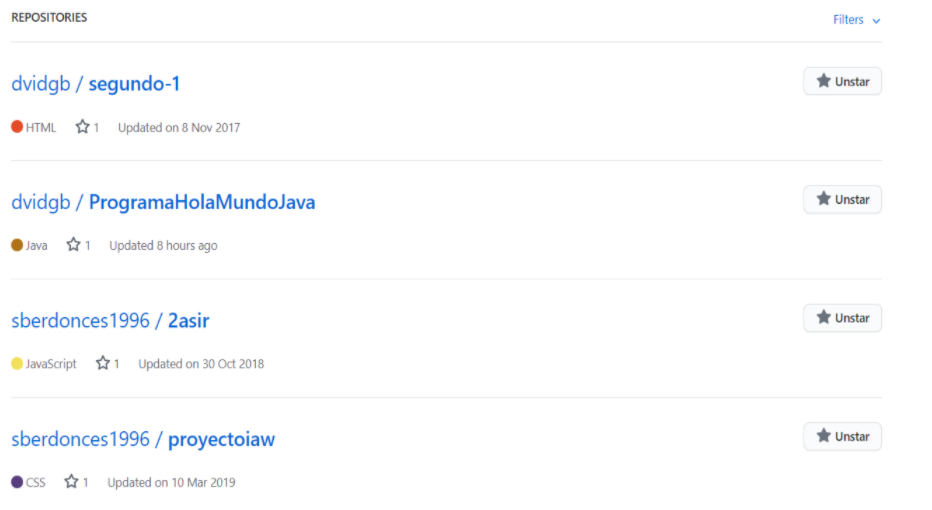 REPOSITORIES Filters
dvidgb / segundo-1 Unstar
HTML 1 Updated on 8 Nov 2017
dvidgb / ProgramaHolaMundoJava Unstar
Java 1 Updated 8 hours ago
sberdonces1996 / 2asir Unstar
JavaScript 1 Updated on 30 Oct 2018
sberdonces1996 / proyectoiaw Unstar
CSS 1 Updated on 10 Mar 2019